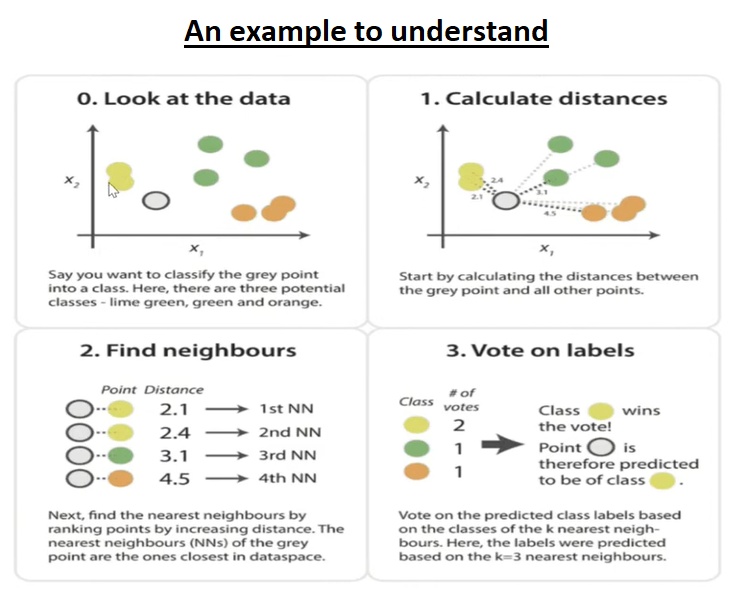 An example to understand
0. Look at the data
x2
x1
Say you want to classify the grey point
into a class. Here, there are three potential
classes - lime green, green and orange.
1. Calculate distances
x2
2.4
2.1
3.1
4.5
x1
Start by calculating the distances between
the grey point and all other points.
2. Find neighbours
Point Distance
2.1 1st NN
2.4 2nd NN
3.1 3rd NN
4.5 4th NN
Next, find the nearest neighbours by
ranking points by increasing distance. The
nearest neighbours (NNs) of the grey
point are the ones closest in dataspace.
3. Vote on labels
Class # of
votes
2
1
1
Class wins
the vote!
Point is
therefore predicted
to be of class .
Vote on the predicted class labels based
on the classes of the k nearest neigh-
bours. Here, the labels were predicted
based on the k=3 nearest neighbours.